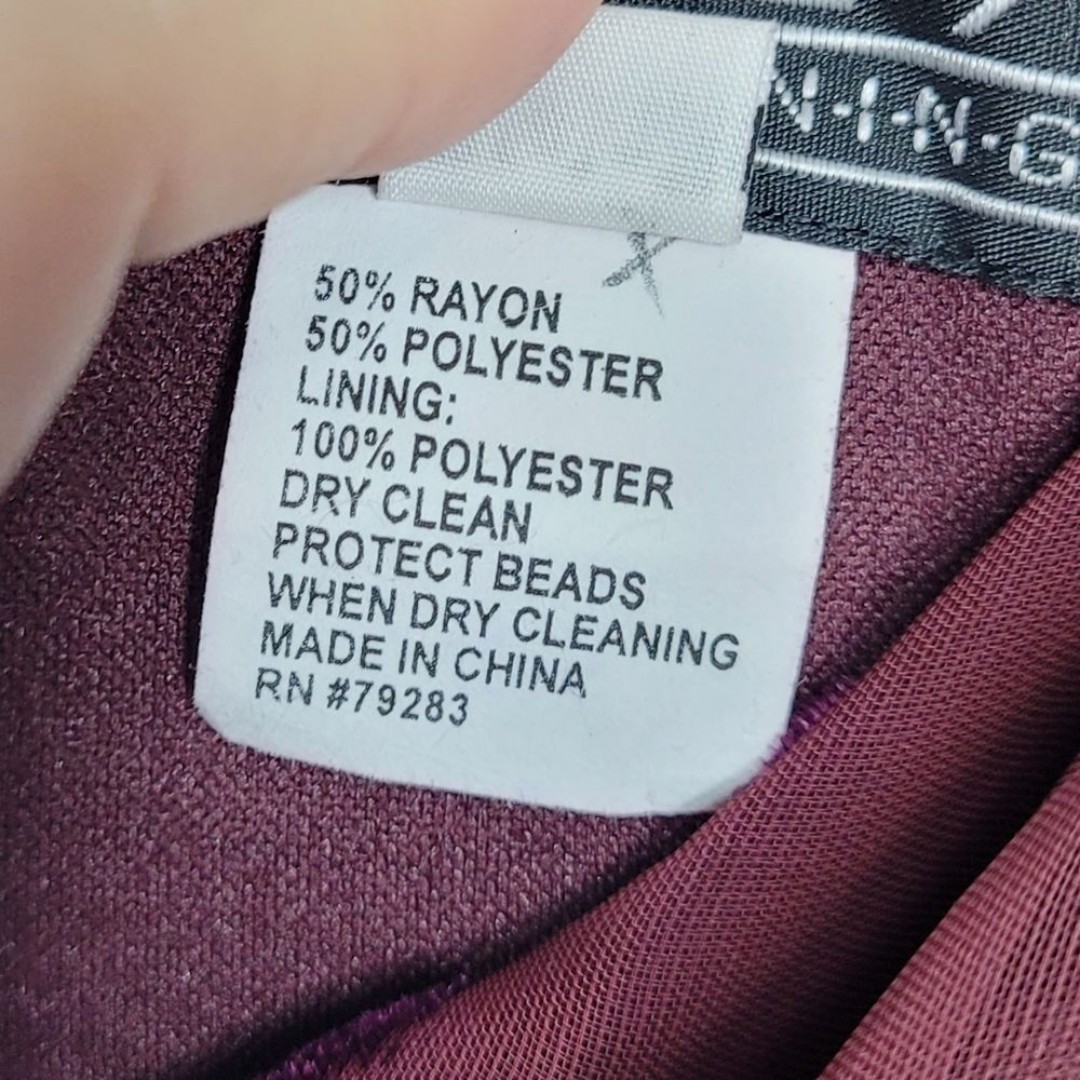 N-I-N-G
50% RAYON
50% POLYESTER
LINING:
100% POLYESTER
DRY CLEAN
PROTECT BEADS
WHEN DRY CLEANING
MADE IN CHINA
RN #79283